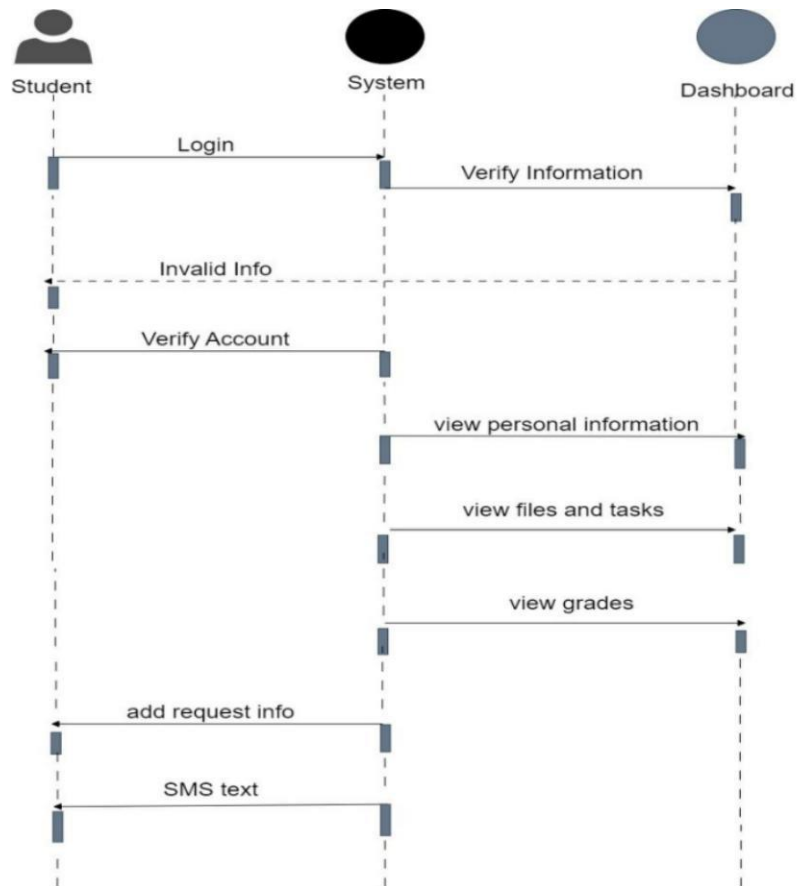 Student
System
Dashboard
Login
Verify Information
Invalid Info
Verify Account
view personal information
view files and tasks
view grades
add request info
SMS text